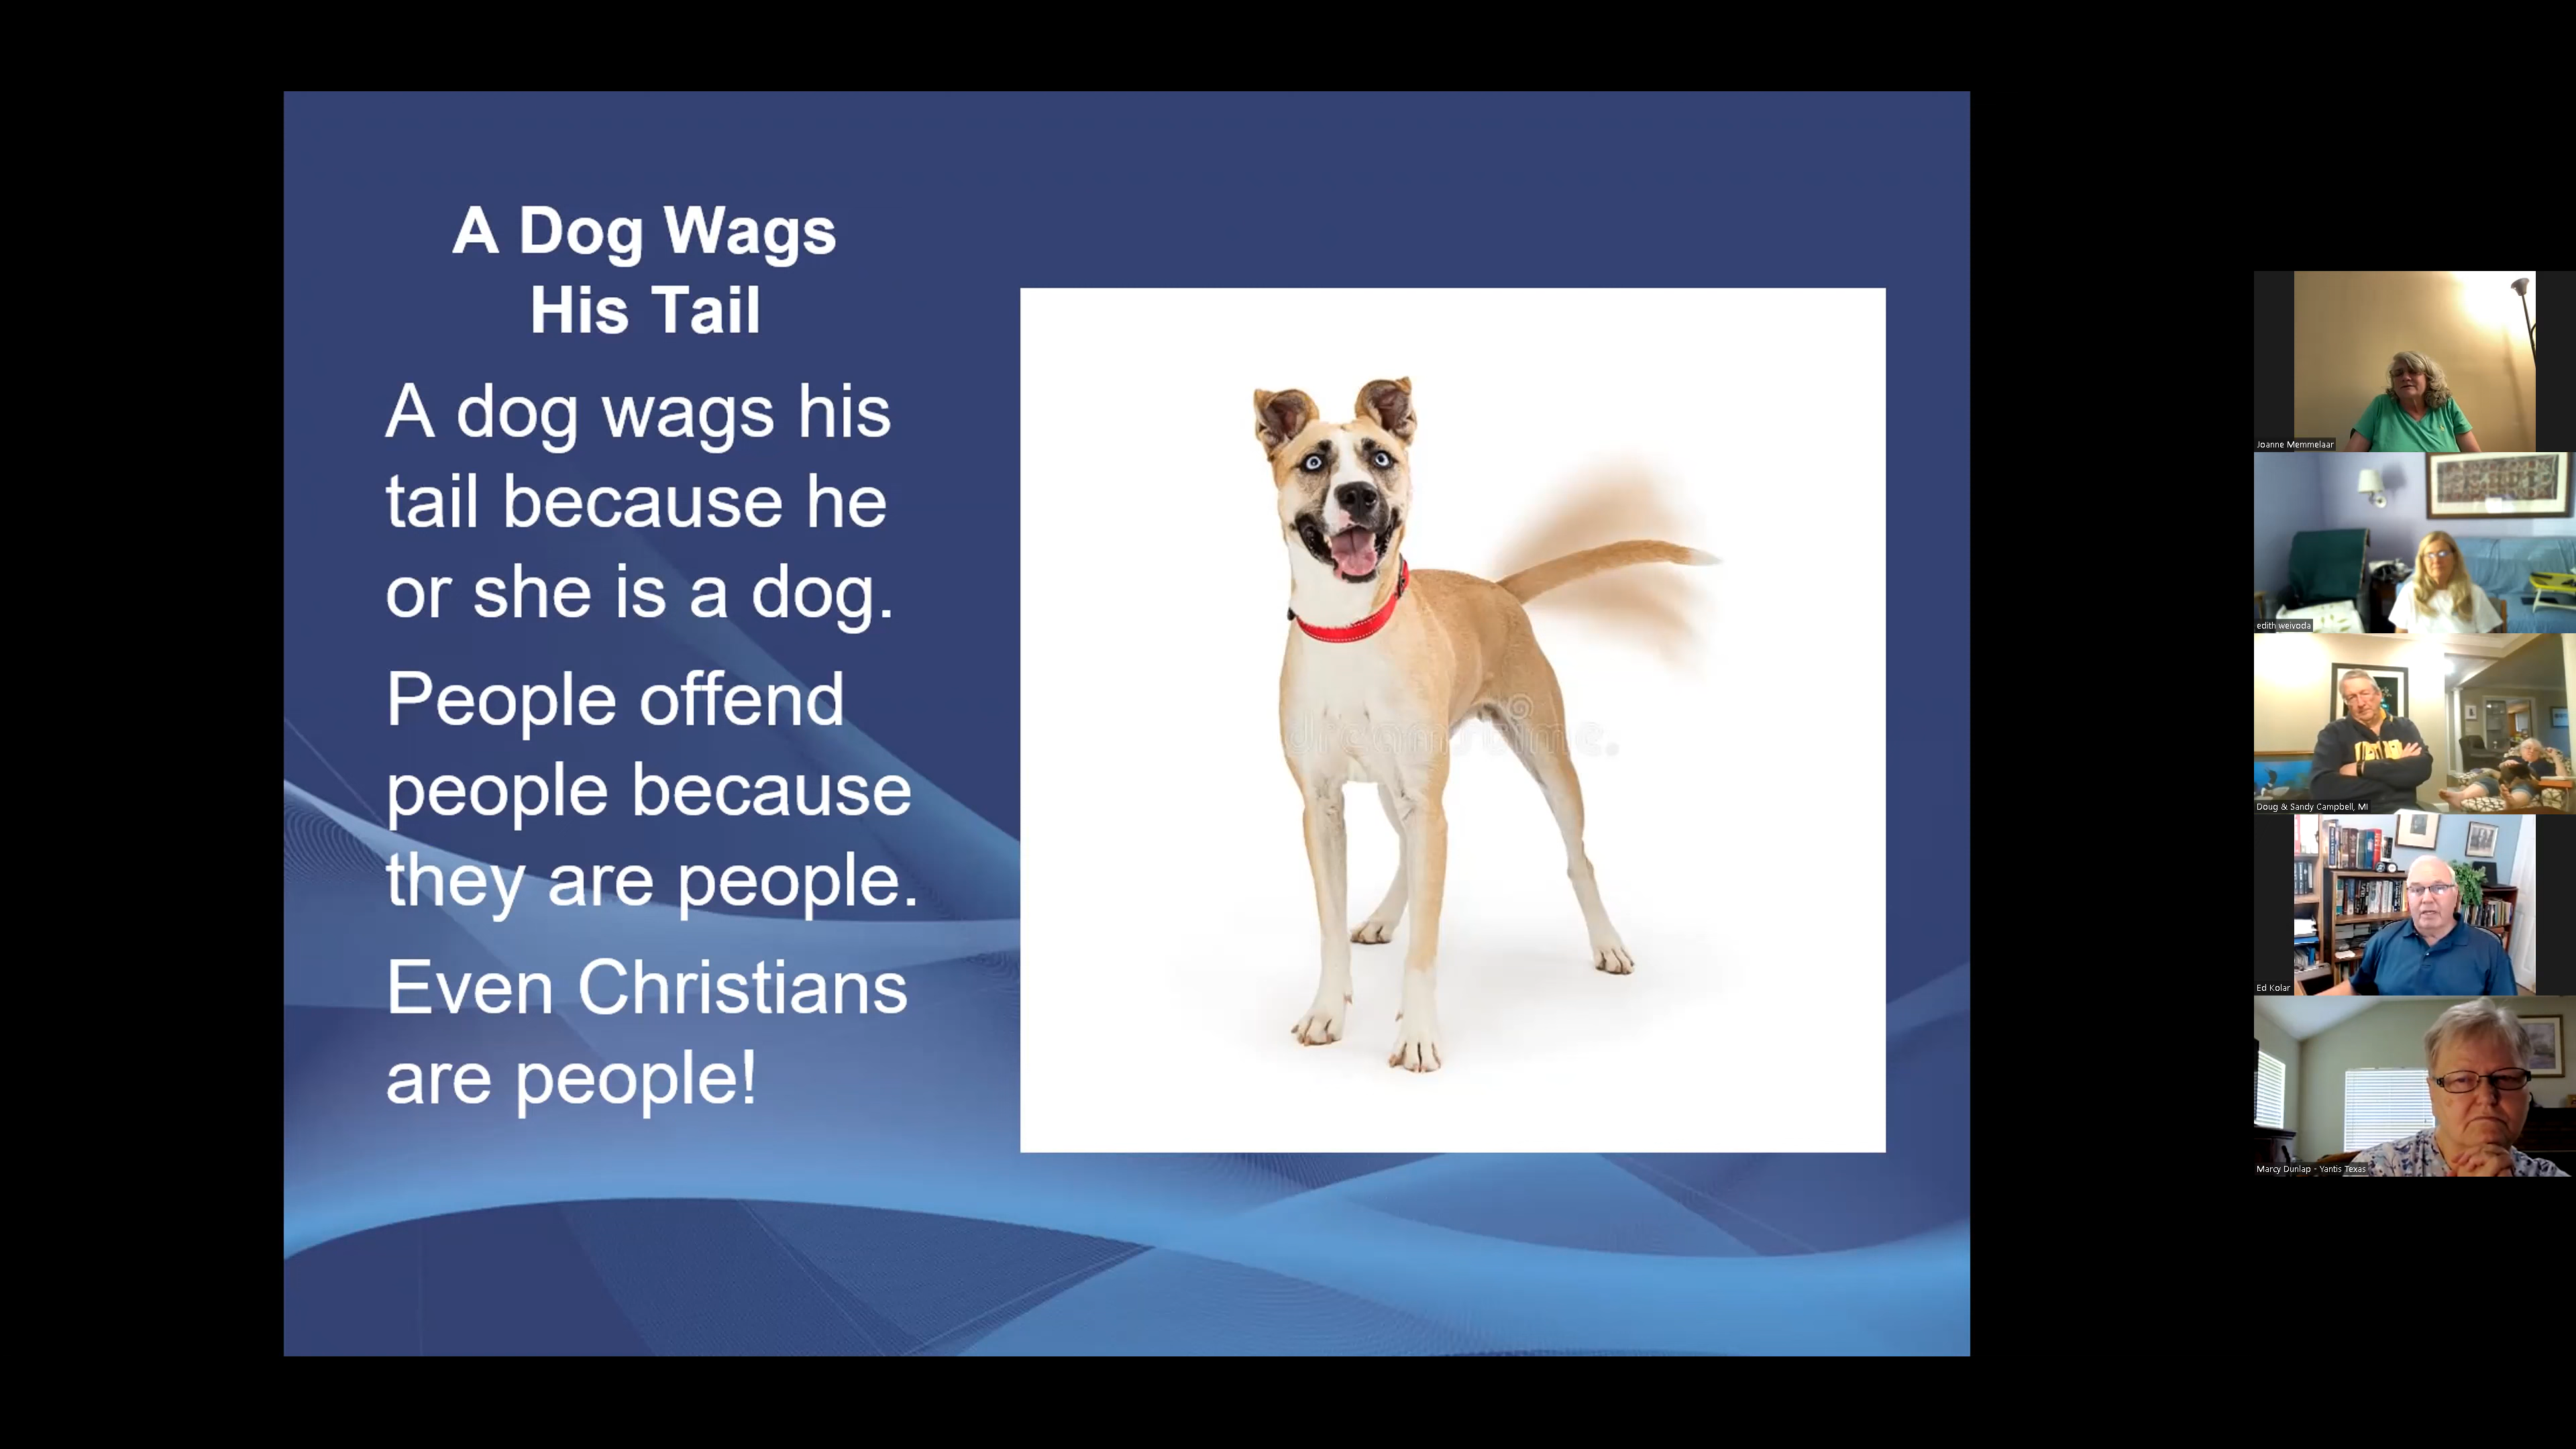 A Dog Wags
His Tail
A dog wags his
tail because he
or she is a dog.
People offend
people because
they are people.
Even Christians
are people!
dreamstime.
Joanne Memmelaar
edith weivoda
Doug & Sandy Campbell, MI
Ed Kolar
Marcy Dunlap - Yantis Texas